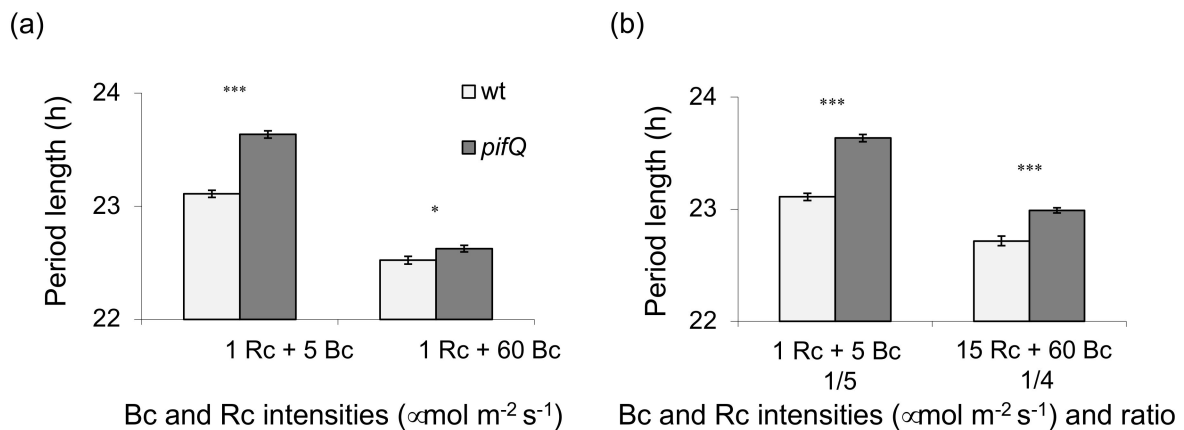 (a)
24
23
22
Period length (h)
***
*
wt
pifQ
1 Rc + 5 Bc
1 Rc + 60 Bc
Bc and Rc intensities (∝mol m-2 s-1)
(b)
24
23
22
Period length (h)
***
***
1 Rc + 5 Bc
15 Rc + 60 Bc
1/5
1/4
Bc and Rc intensities (∝mol m-2 s-1) and ratio